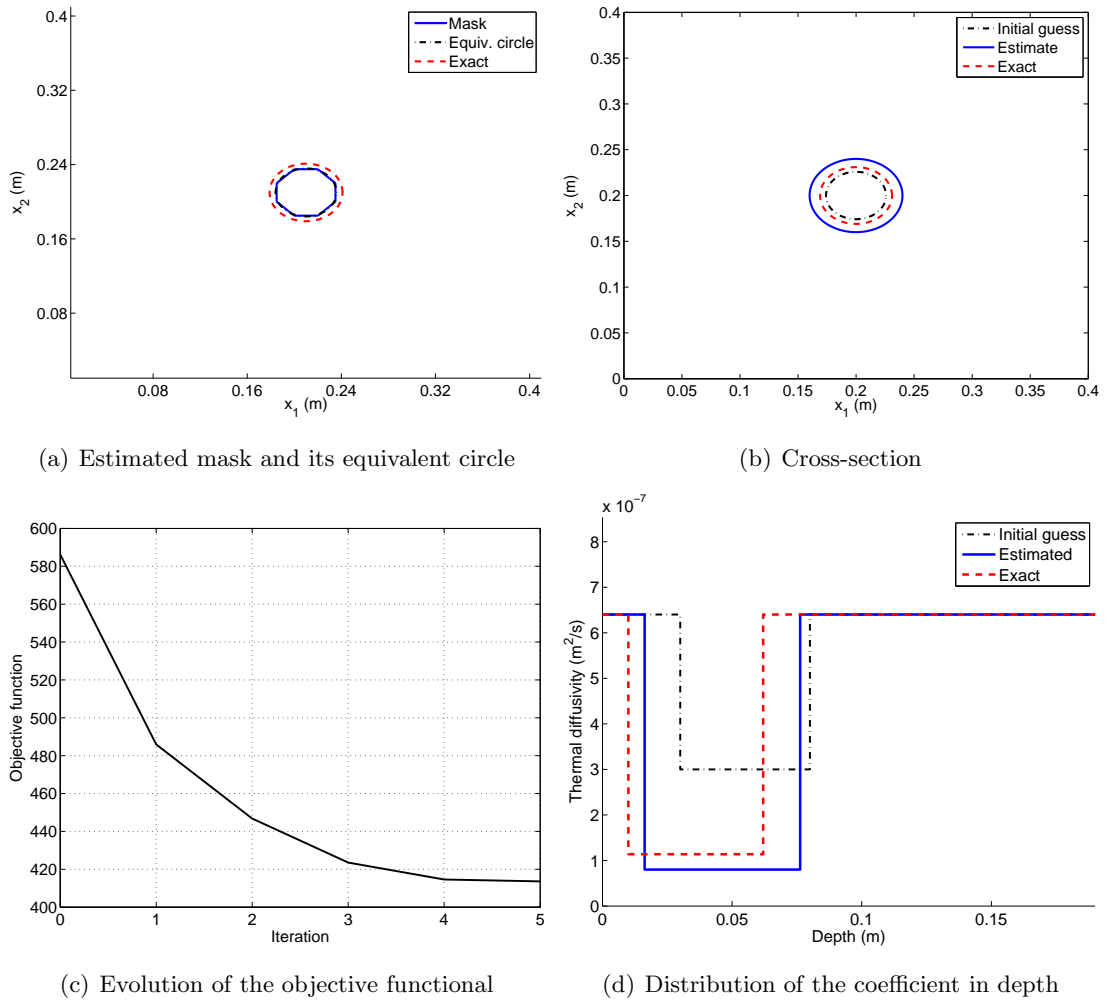 0.4
0.32
0.24
0.16
0.08
x_2 (m)
0.08
0.16
0.24
0.32
0.4
x_1 (m)
Mask
Equiv. circle
Exact
(a) Estimated mask and its equivalent circle
0.4
0.35
0.3
0.25
0.2
0.15
0.1
0.05
0
x_2 (m)
0
0.05
0.1
0.15
0.2
0.25
0.3
0.35
0.4
x_1 (m)
Initial guess
Estimate
Exact
(b) Cross-section
600
580
560
540
520
500
480
460
440
420
400
Objective function
0
1
2
3
4
5
Iteration
(c) Evolution of the objective functional
x 10^-7
8
7
6
5
4
3
2
1
0
Thermal diffusivity (m^2/s)
0
0.05
0.1
0.15
Depth (m)
Initial guess
Estimated
Exact
(d) Distribution of the coefficient in depth